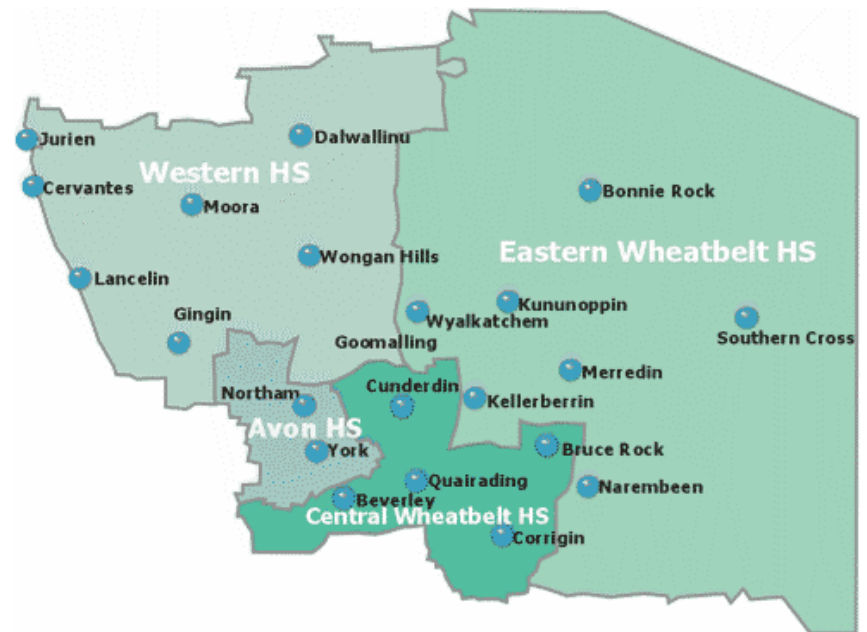 Jurien
Dalwallinu
Western HS
Cervantes
Moora
Bonnie Rock
Wongan Hills
Eastern Wheatbelt HS
Lancelin
Gingin
Kununoppin
Wyalkatchem
Southern Cross
Goomalling
Merredin
Cunderdin
Northam
Kellerberrin
Avon HS
York
Bruce Rock
Quairading
Narembeen
Beverley
Central Wheatbelt HS
Corrigin